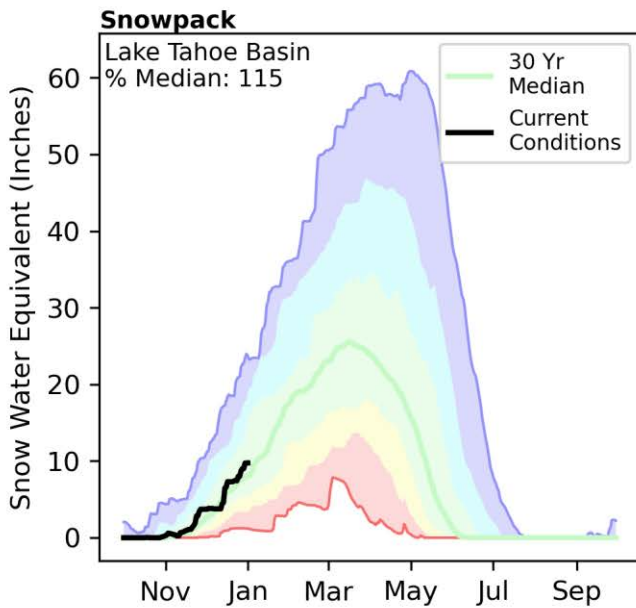 Snowpack
Lake Tahoe Basin
% Median: 115
30 Yr
Median
Current
Conditions
Snow Water Equivalent (Inches)
60
50
40
30
20
10
0
Nov Jan Mar May Jul Sep